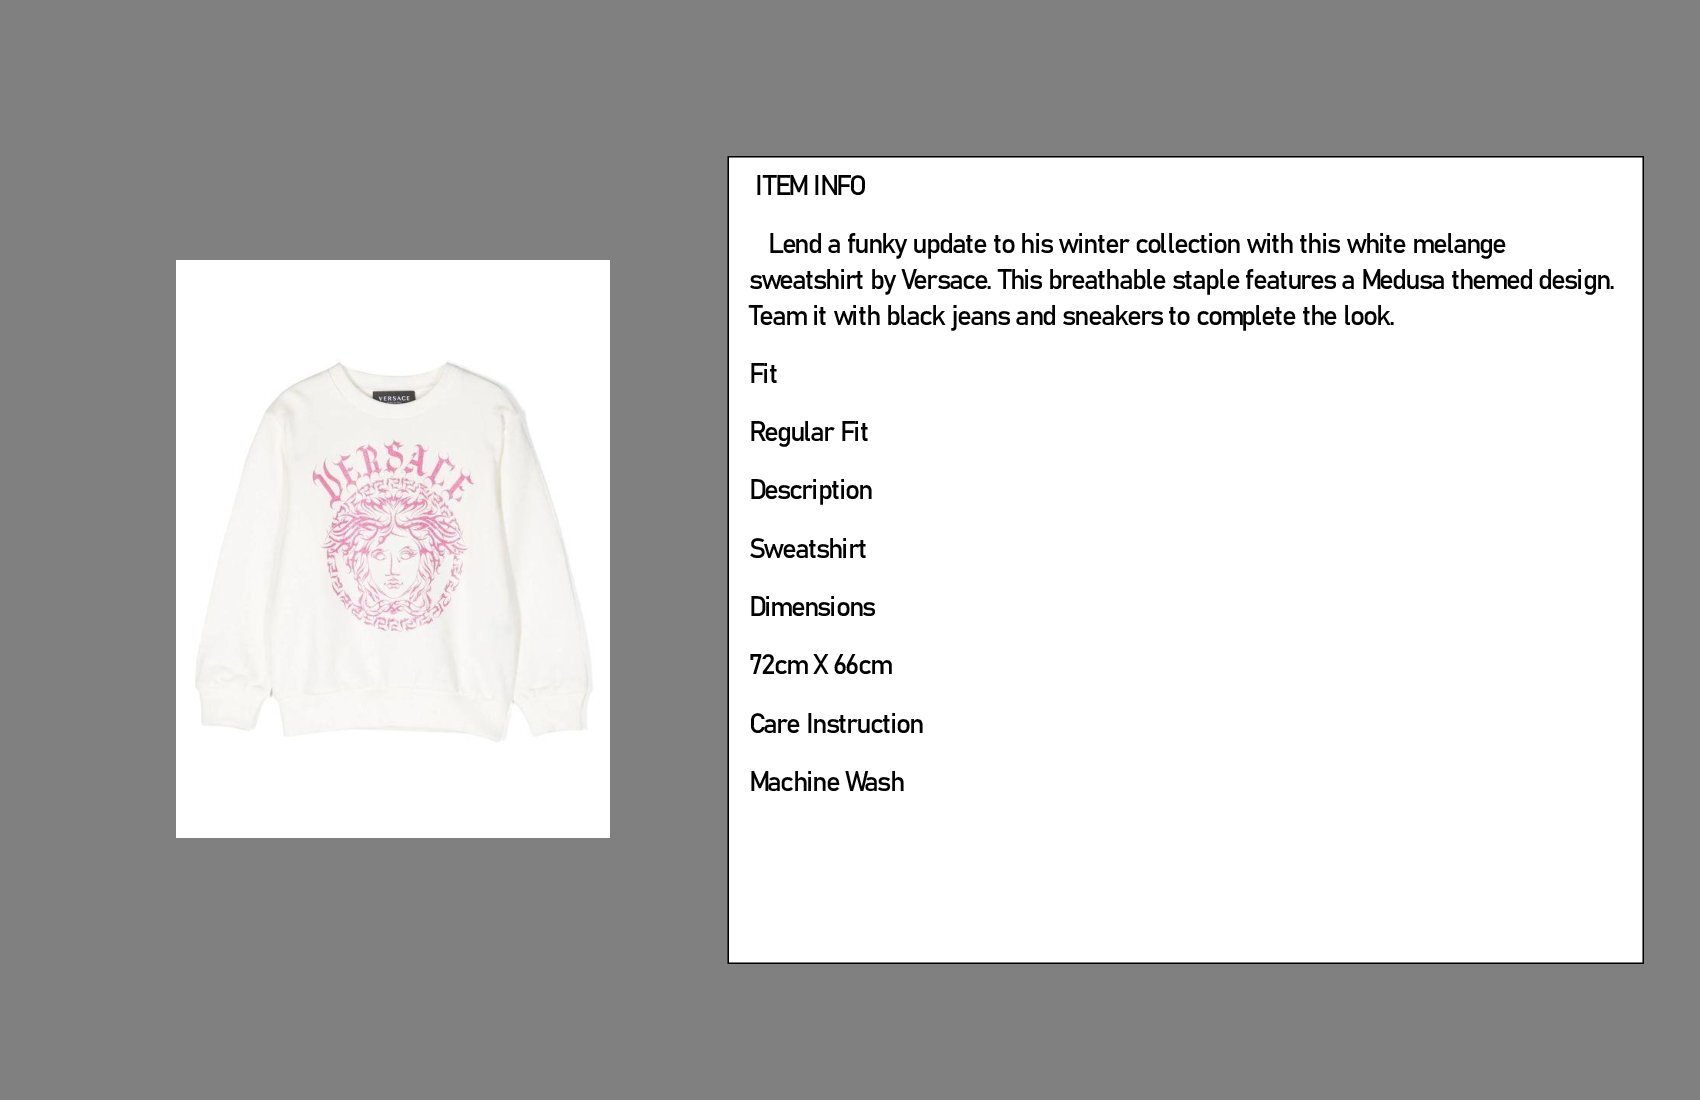 VERSACE
VERSACE
ITEM INFO
Lend a funky update to his winter collection with this white melange
sweatshirt by Versace. This breathable staple features a Medusa themed design.
Team it with black jeans and sneakers to complete the look.
Fit
Regular Fit
Description
Sweatshirt
Dimensions
72cm X 66cm
Care Instruction
Machine Wash